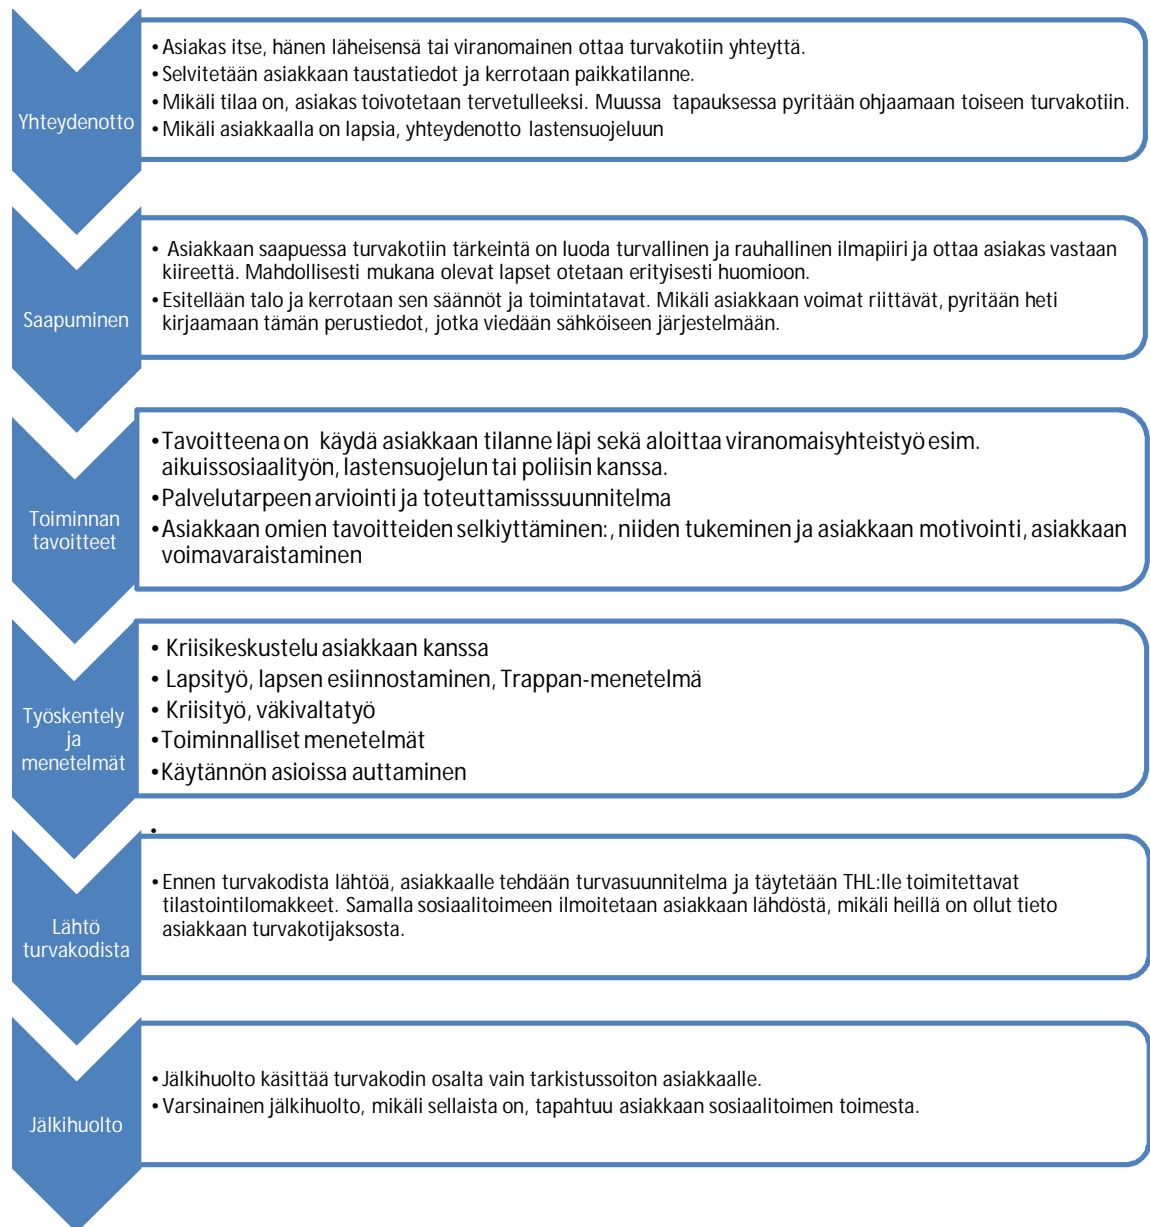 Yhteydenotto
• Asiakas itse, hänen läheisensä tai viranomainen ottaa turvakotiin yhteyttä.
• Selvitetään asiakkaan taustatiedot ja kerrotaan paikkatilanne.
• Mikäli tilaa on, asiakas toivotetaan tervetulleeksi. Muussa tapauksessa pyritään ohjaamaan toiseen turvakotiin.
• Mikäli asiakkaalla on lapsia, yhteydenotto lastensuojeluun
Saapuminen
• Asiakkaan saapuessa turvakotiin tärkeintä on luoda turvallinen ja rauhallinen ilmapiiri ja ottaa asiakas vastaan
kiireettä. Mahdollisesti mukana olevat lapset otetaan erityisesti huomioon.
• Esitellään talo ja kerrotaan sen säännöt ja toimintatavat. Mikäli asiakkaan voimat riittävät, pyritään heti
kirjaamaan tämän perustiedot, jotka viedään sähköiseen järjestelmään.
Toiminnan
tavoitteet
• Tavoitteena on käydä asiakkaan tilanne läpi sekä aloittaa viranomaisyhteistyö esim.
aikuissosiaalityön, lastensuojelun tai poliisin kanssa.
• Palvelutarpeen arviointi ja toteuttamisssuunnitelma
• Asiakkaan omien tavoitteiden selkiyttäminen:, niiden tukeminen ja asiakkaan motivointi, asiakkaan
voimavaraistaminen
Työskentely
ja
menetelmät
• Kriisikeskustelu asiakkaan kanssa
• Lapsityö, lapsen esiinnostaminen, Trappan-menetelmä
• Kriisityö, väkivaltatyö
• Toiminnalliset menetelmät
• Käytännön asioissa auttaminen
•
Lähtö
turvakodista
• Ennen turvakodista lähtöä, asiakkaalle tehdään turvasuunnitelma ja täytetään THL:lle toimitettavat
tilastointilomakkeet. Samalla sosiaalitoimeen ilmoitetaan asiakkaan lähdöstä, mikäli heillä on ollut tieto
asiakkaan turvakotijaksosta.
Jälkihuolto
• Jälkihuolto käsittää turvakodin osalta vain tarkistussoiton asiakkaalle.
• Varsinainen jälkihuolto, mikäli sellaista on, tapahtuu asiakkaan sosiaalitoimen toimesta.